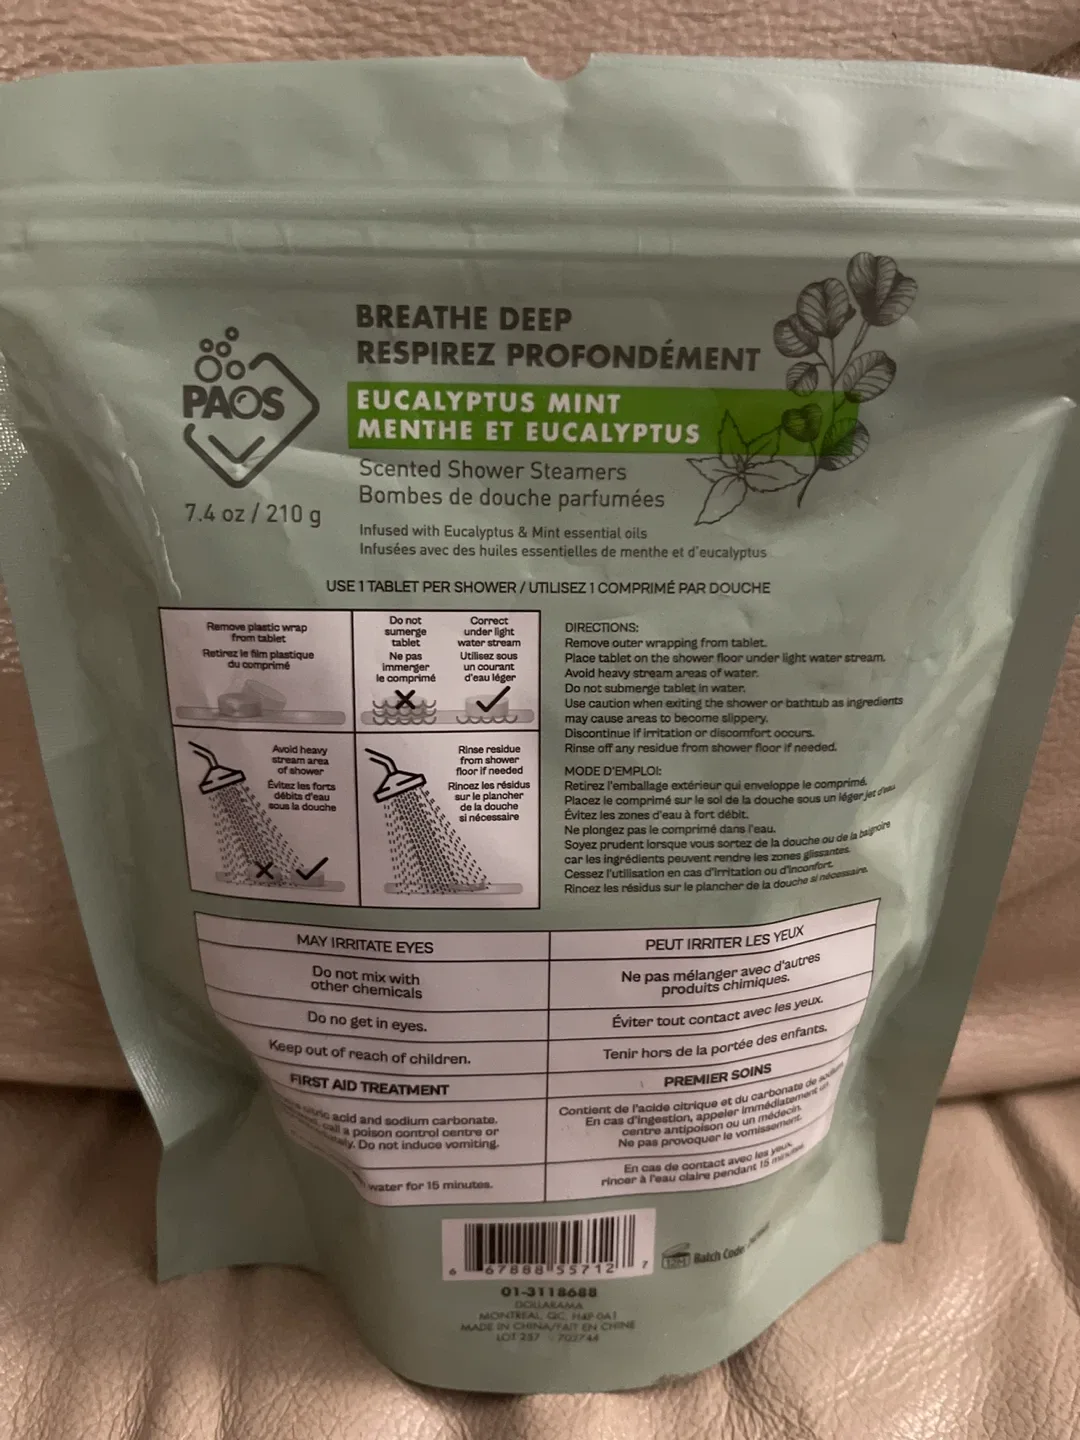 BREATHE DEEP
RESPIREZ PROFONDÉMENT
PAOS
EUCALYPTUS MINT
MENTHE ET EUCALYPTUS
Scented Shower Steamers
Bombes de douche parfumées
7.4 oz / 210 g
Infused with Eucalyptus & Mint essential oils
Infusées avec des huiles essentielles de menthe et d'eucalyptus
USE 1 TABLET PER SHOWER / UTILISEZ 1 COMPRIMÉ PAR DOUCHE
Remove plastic wrap
from tablet
Retirez le film plastique
du comprimé
Do not
sumerge
tablet
Ne pas
immerger
le comprimé
Correct
under light
water stream
Utilisez sous
un courant
d'eau léger
Avoid heavy
stream area
of shower
Évitez les forts
débits d'eau
sous la douche
Rinse residue
from shower
floor if needed
Rincez les résidus
sur le plancher
de la douche
si nécessaire
DIRECTIONS:
Remove outer wrapping from tablet.
Place tablet on the shower floor under light water stream.
Avoid heavy stream areas of water.
Do not submerge tablet in water.
Use caution when exiting the shower or bathtub as ingredients
may cause areas to become slippery.
Discontinue if irritation or discomfort occurs.
Rinse off any residue from shower floor if needed.
MODE D'EMPLOI:
Retirez l'emballage extérieur qui enveloppe le comprimé.
Placez le comprimé sur le sol de la douche sous un léger jet d'eau
Évitez les zones d'eau à fort débit.
Ne plongez pas le comprimé dans l'eau.
Soyez prudent lorsque vous sortez de la douche ou de la baignoire
car les ingrédients peuvent rendre les zones glissantes.
Cessez l'utilisation en cas d'irritation ou d'inconfort.
Rincez les résidus sur le plancher de la douche si nécessaire.
MAY IRRITATE EYES
Do not mix with
other chemicals
Do no get in eyes.
Keep out of reach of children.
FIRST AID TREATMENT
citric acid and sodium carbonate.
call a poison control centre or
Do not induce vomiting.
water for 15 minutes.
PEUT IRRITER LES YEUX
Ne pas mélanger avec d'autres
produits chimiques.
Éviter tout contact avec les yeux.
Tenir hors de la portée des enfants.
PREMIER SOINS
Contient de l'acide citrique et du carbonate de sodium
En cas d'ingestion, appeler immédiatement un
centre antipoison ou un médecin.
Ne pas provoquer le vomissement.
En cas de contact avec les yeux,
rincer à l'eau claire pendant 15 minutes.
6 67888 55712 7
12M
Batch Code
01-3118688
DOLLARAMA
MONTREAL, QC, H4P 0A1
MADE IN CHINA/FAIT EN CHINE
LOT 257 702744